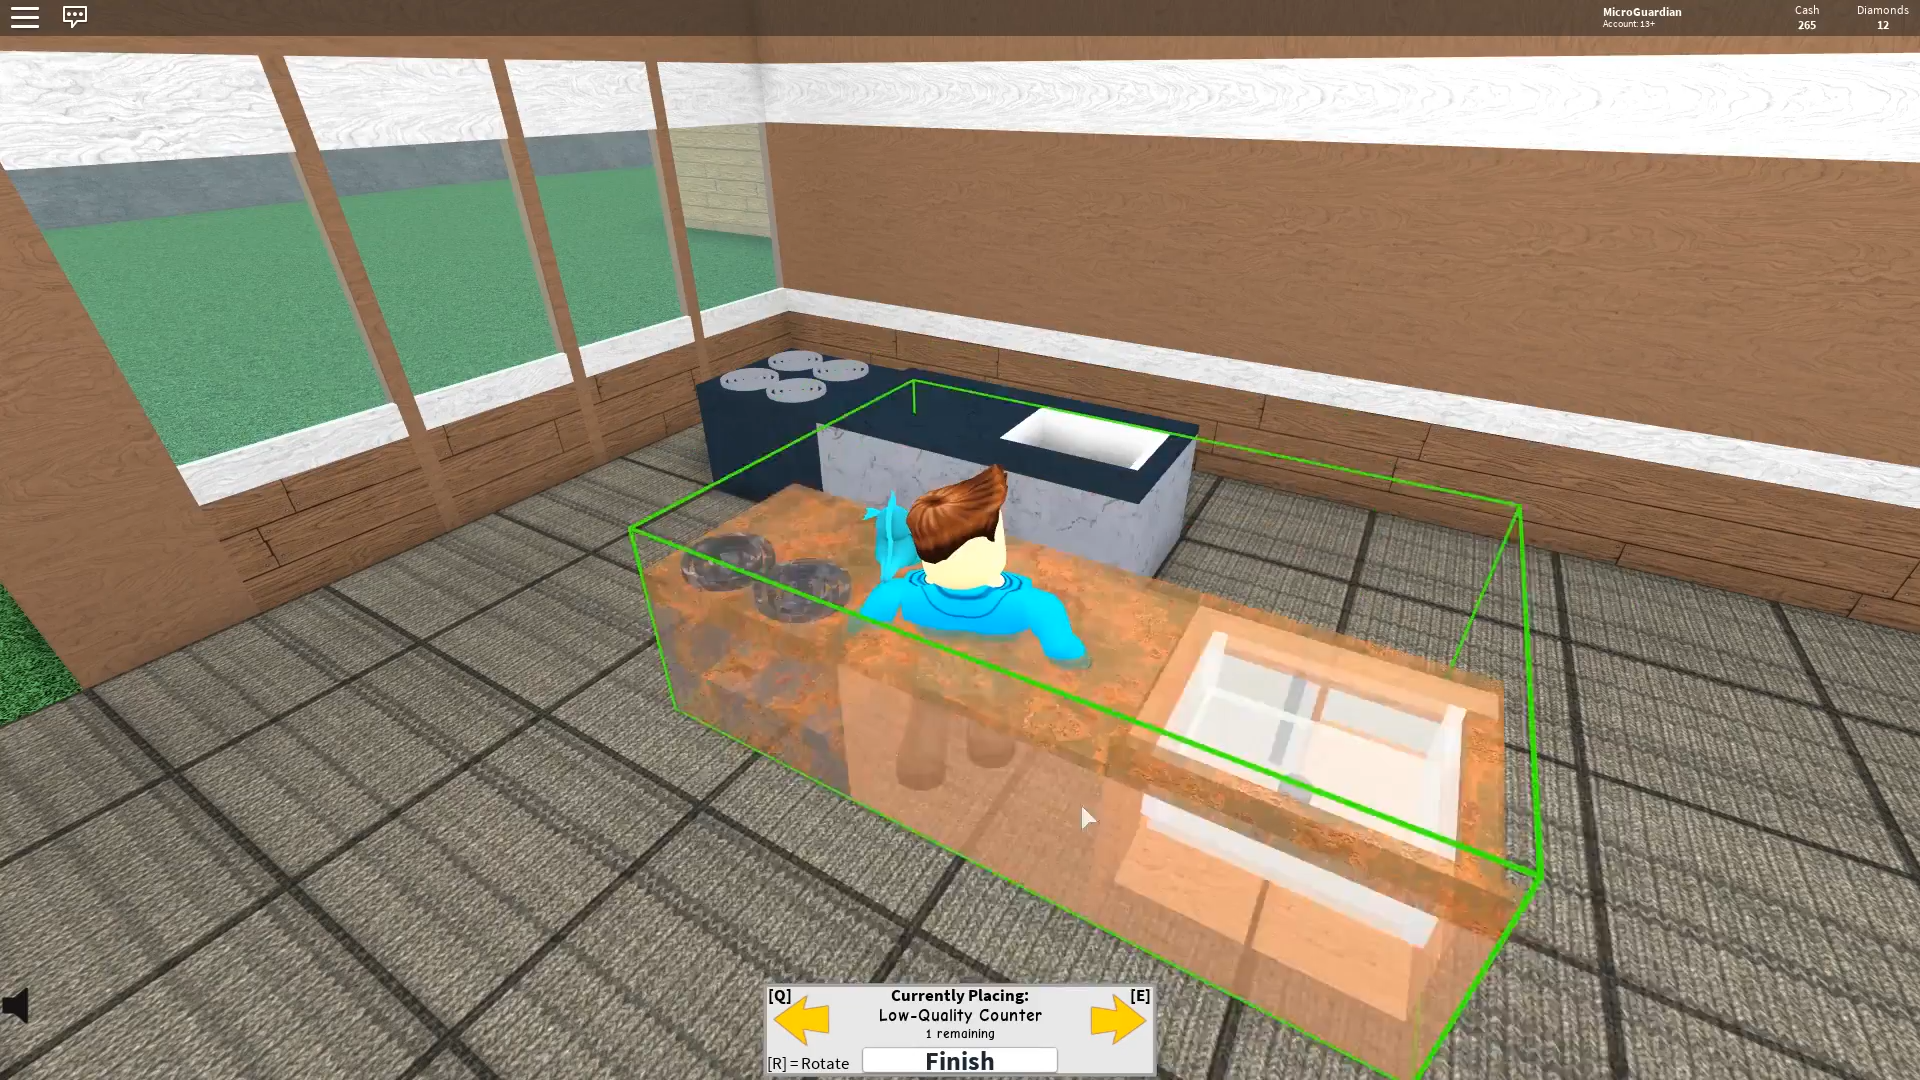 MicroGuardian
Account: 13+
Cash
265
Diamonds
12
[Q]
Currently Placing:
[E]
Low-Quality Counter
1 remaining
[R] = Rotate
Finish